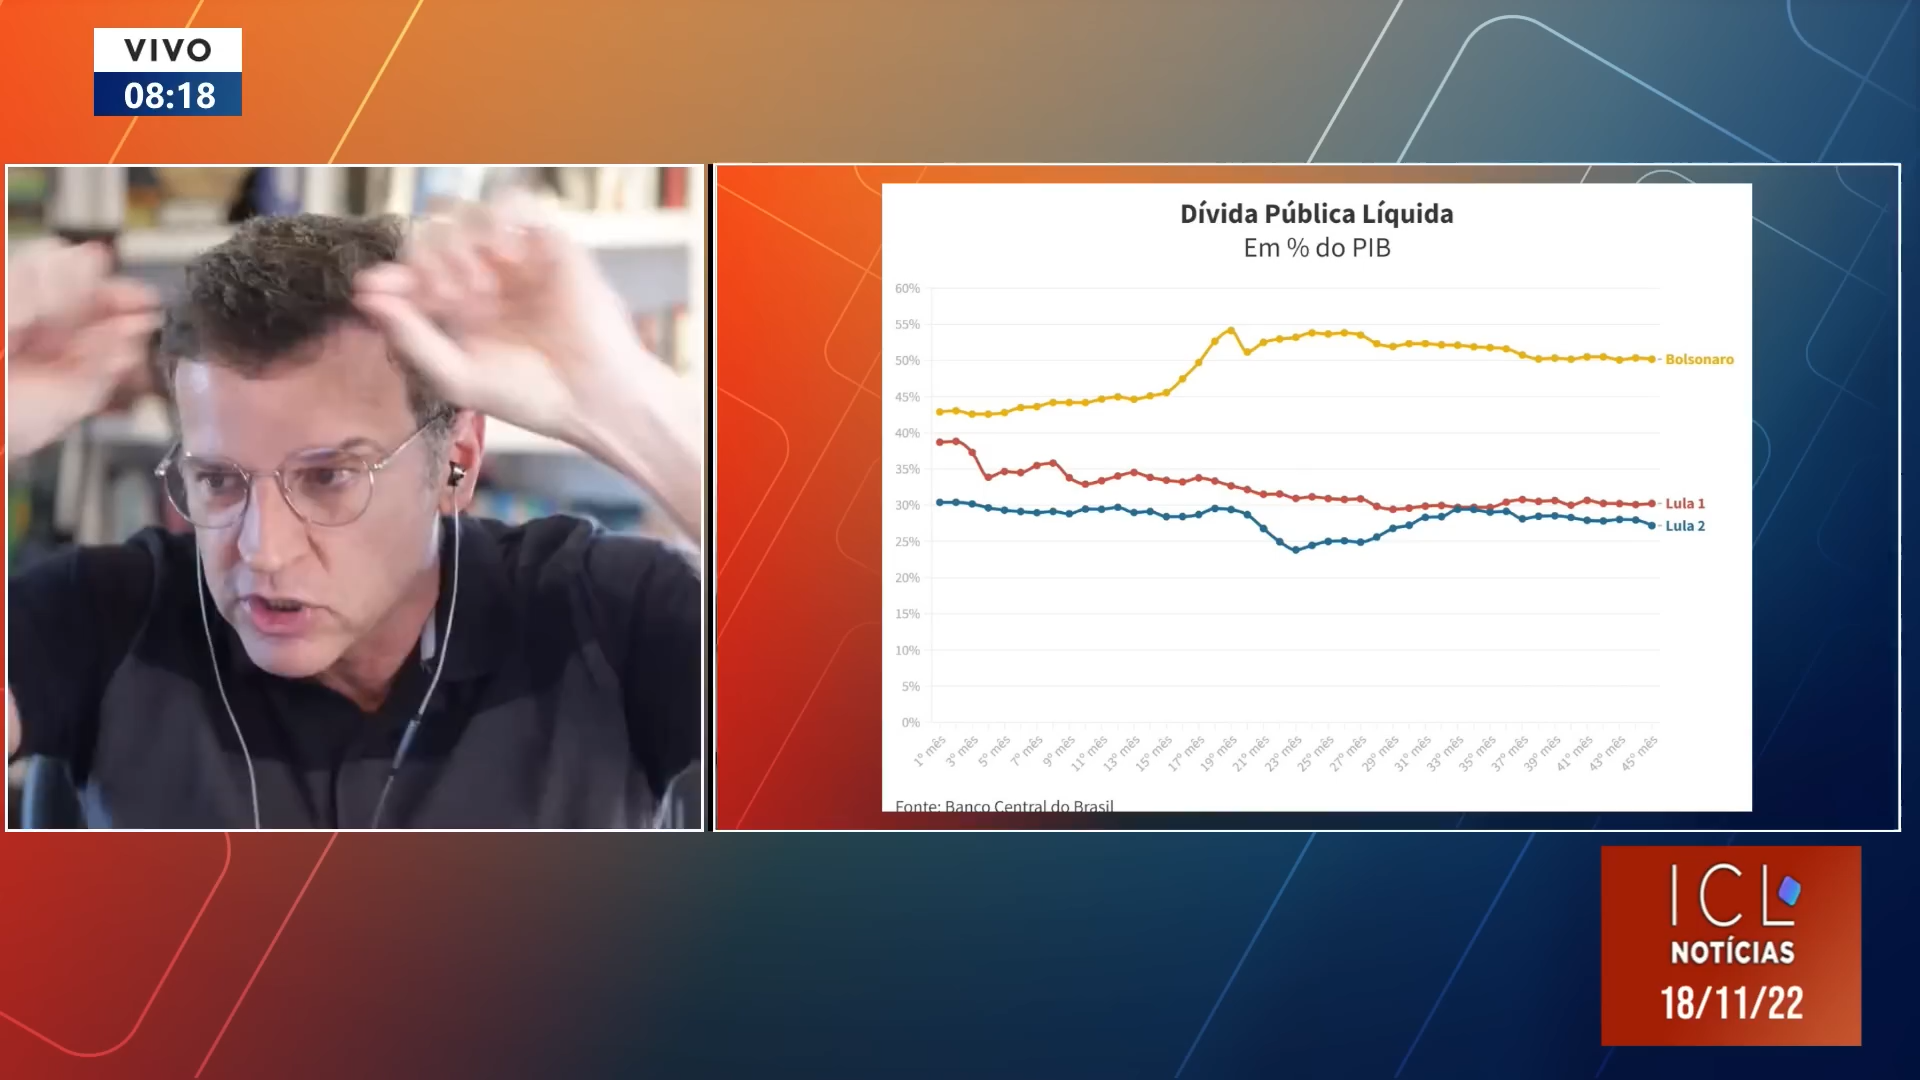 VIVO
08:18
Dívida Pública Líquida
Em % do PIB
60%
55%
50%
45%
40%
35%
30%
25%
20%
15%
10%
5%
0%
Bolsonaro
Lula 1
Lula 2
1º mês
3º mês
5º mês
7º mês
9º mês
11º mês
13º mês
15º mês
17º mês
19º mês
21º mês
23º mês
25º mês
27º mês
29º mês
31º mês
33º mês
35º mês
37º mês
39º mês
41º mês
43º mês
45º mês
Fonte: Banco Central do Brasil
ICL
NOTÍCIAS
18/11/22